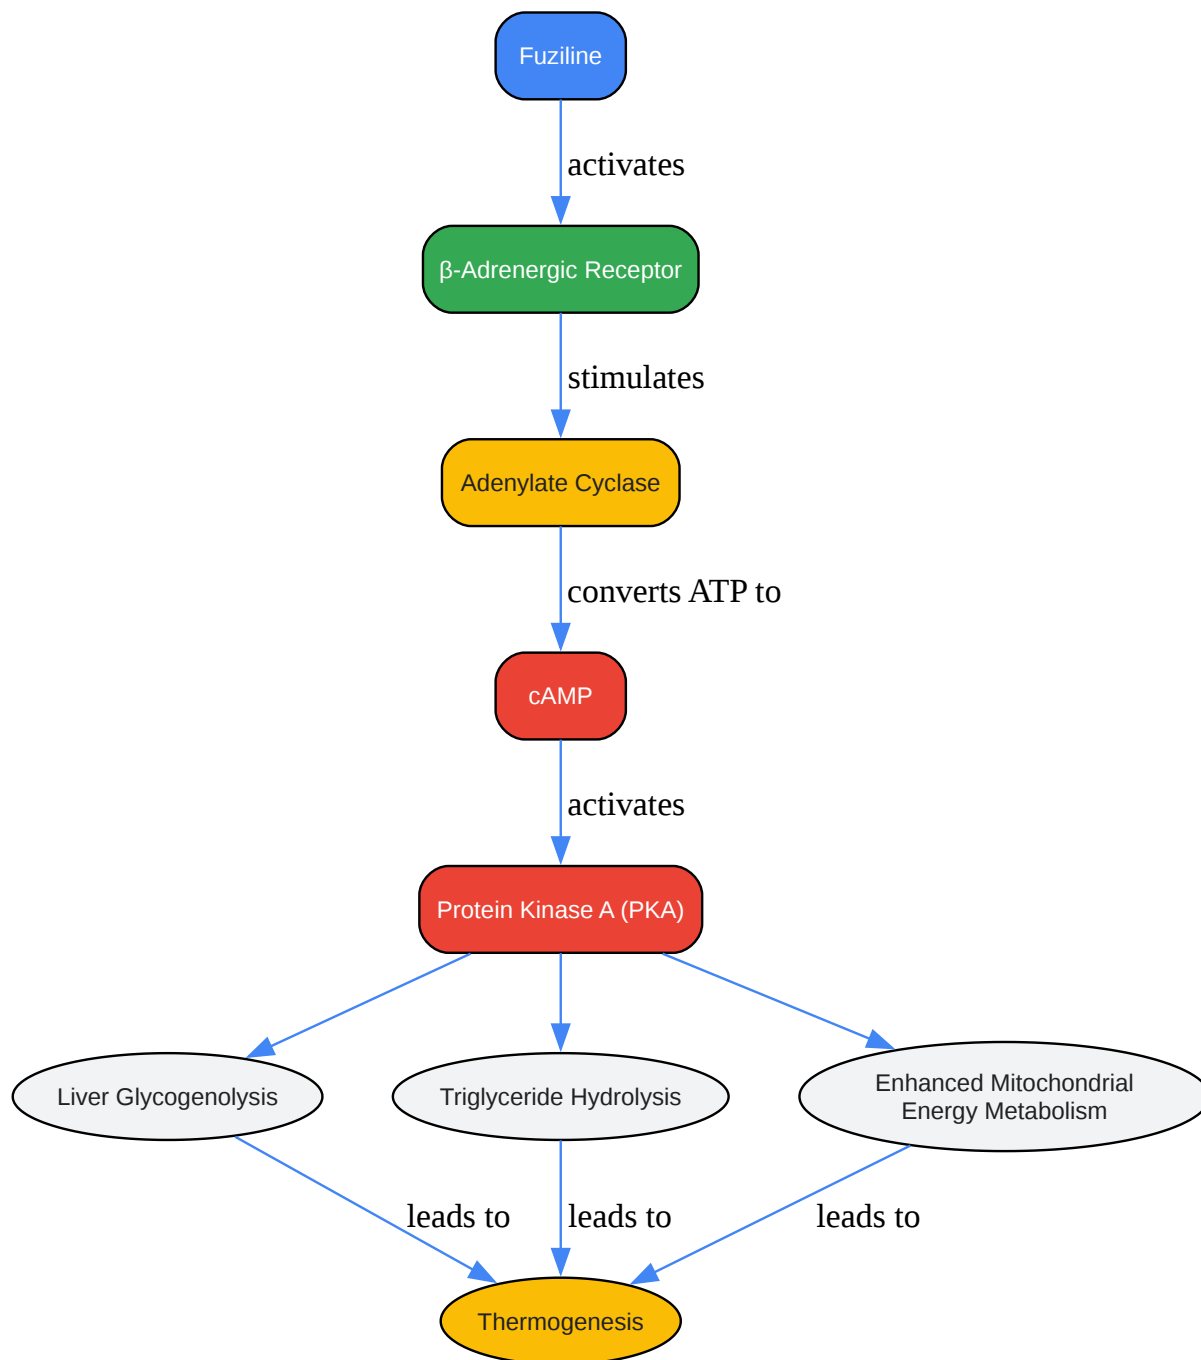 Fuziline
activates
β-Adrenergic Receptor
stimulates
Adenylate Cyclase
converts ATP to
cAMP
activates
Protein Kinase A (PKA)
Liver Glycogenolysis
Triglyceride Hydrolysis
Enhanced Mitochondrial
Energy Metabolism
leads to
leads to
leads to
Thermogenesis